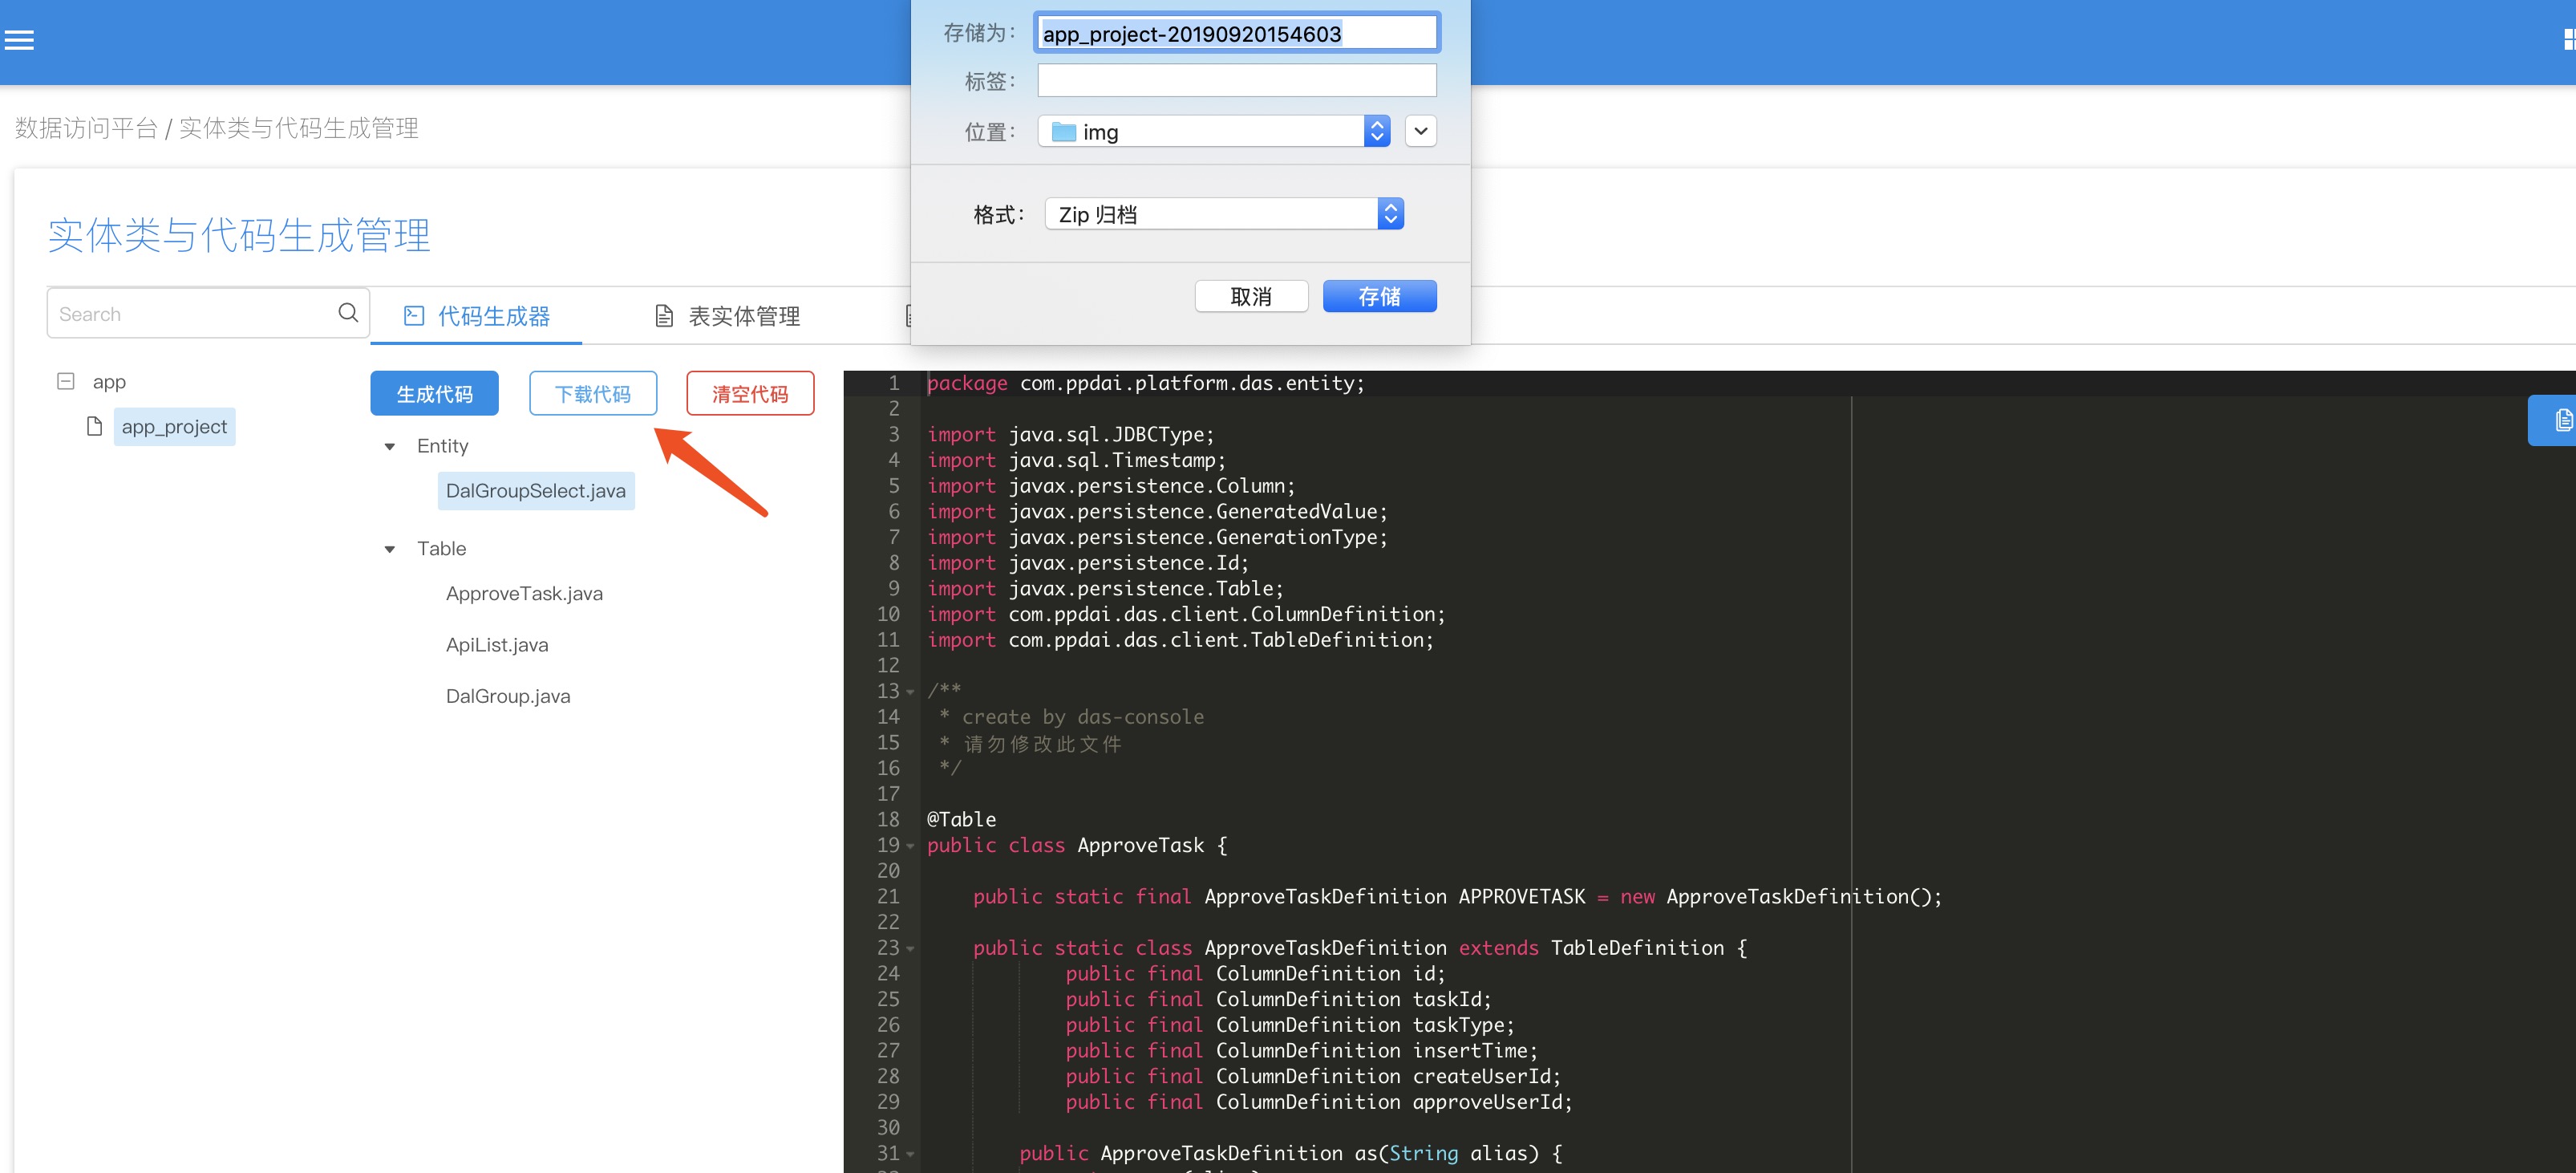 存储为：
app_project-20190920154603
标签：
位置：
img
格式：
Zip 归档
取消
存储
数据访问平台 / 实体类与代码生成管理
实体类与代码生成管理
Search
代码生成器
表实体管理
app
app_project
生成代码
下载代码
清空代码
Entity
DalGroupSelect.java
Table
ApproveTask.java
ApiList.java
DalGroup.java
1 package com.ppdai.platform.das.entity;
2
3 import java.sql.JDBCType;
4 import java.sql.Timestamp;
5 import javax.persistence.Column;
6 import javax.persistence.GeneratedValue;
7 import javax.persistence.GenerationType;
8 import javax.persistence.Id;
9 import javax.persistence.Table;
10 import com.ppdai.das.client.ColumnDefinition;
11 import com.ppdai.das.client.TableDefinition;
12
13 /**
14 * create by das-console
15 * 请勿修改此文件
16 */
17
18 @Table
19 public class ApproveTask {
20
21 public static final ApproveTaskDefinition APPROVETASK = new ApproveTaskDefinition();
22
23 public static class ApproveTaskDefinition extends TableDefinition {
24 public final ColumnDefinition id;
25 public final ColumnDefinition taskId;
26 public final ColumnDefinition taskType;
27 public final ColumnDefinition insertTime;
28 public final ColumnDefinition createUserId;
29 public final ColumnDefinition approveUserId;
30
31 public ApproveTaskDefinition as(String alias) {